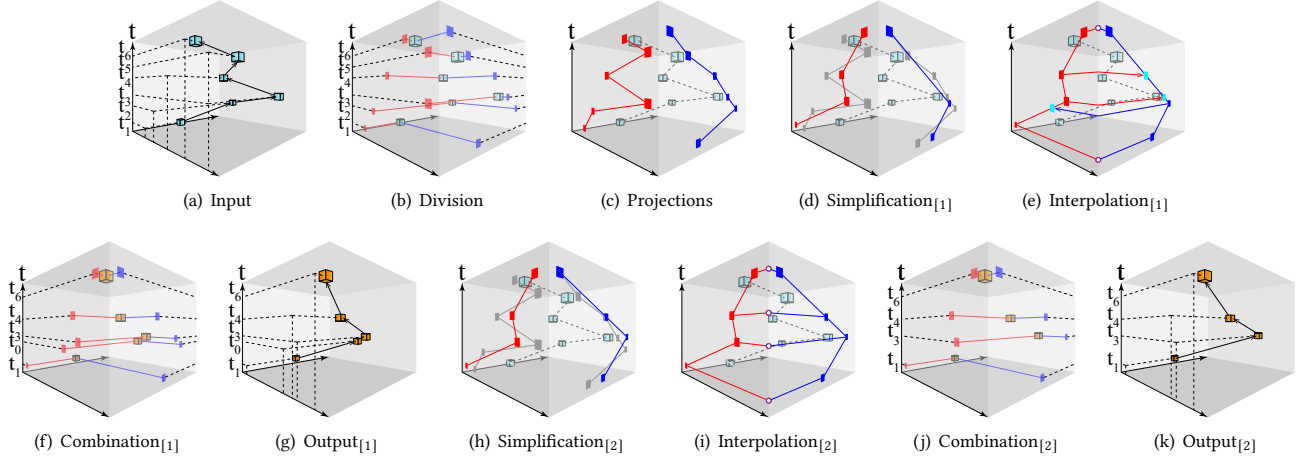 t
t₆
t₅
t₄
t₃
t₂
t₁
(a) Input
t
t₆
t₅
t₄
t₃
t₂
t₁
(b) Division
t
(c) Projections
t
(d) Simplification[1]
t
(e) Interpolation[1]
t
t₆
t₄
t₃
t₀
t₁
(f) Combination[1]
t
t₆
t₄
t₃
t₀
t₁
(g) Output[1]
t
(h) Simplification[2]
t
(i) Interpolation[2]
t
t₆
t₄
t₃
t₁
(j) Combination[2]
t
t₆
t₄
t₃
t₁
(k) Output[2]